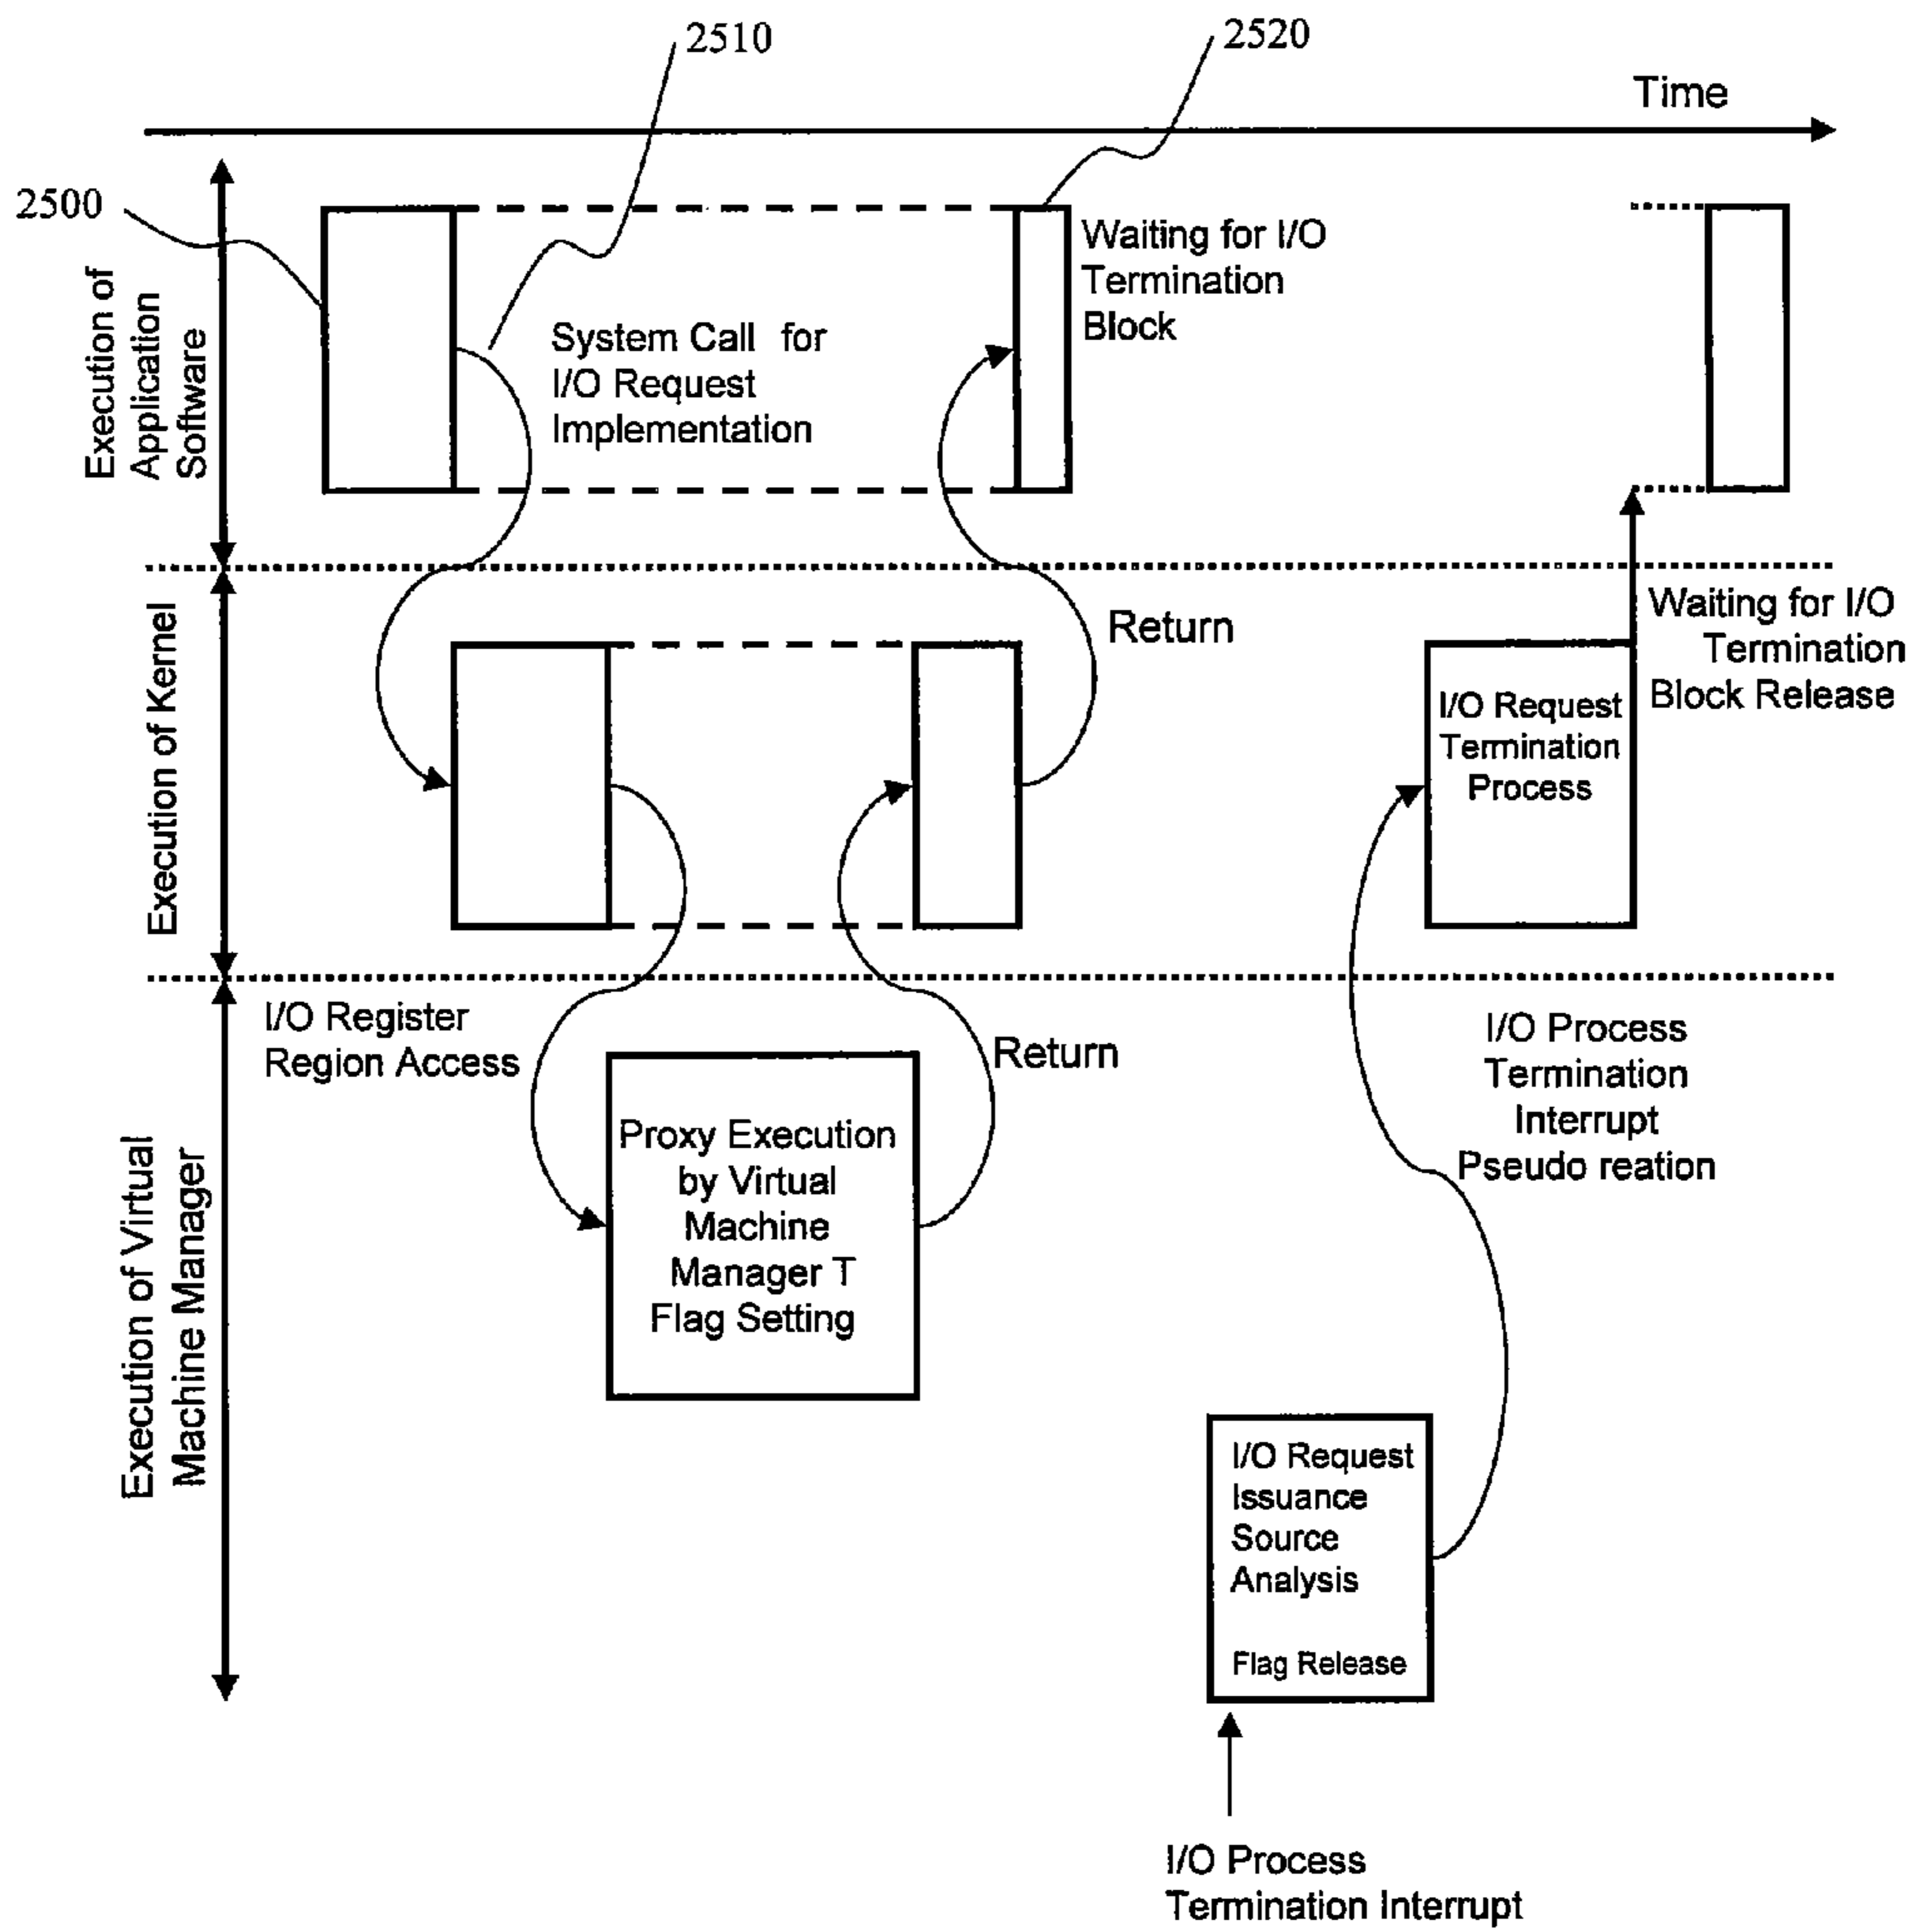 2510
2520
Time
2500
Execution of
Application
Software
System Call for
I/O Request
Implementation
Waiting for I/O
Termination
Block
Execution of Kernel
Return
Waiting for I/O
Termination
Block Release
I/O Request
Termination
Process
I/O Register
Region Access
Return
I/O Process
Termination
Interrupt
Pseudo reation
Execution of Virtual
Machine Manager
Proxy Execution
by Virtual
Machine
Manager T
Flag Setting
I/O Request
Issuance
Source
Analysis
Flag Release
I/O Process
Termination Interrupt